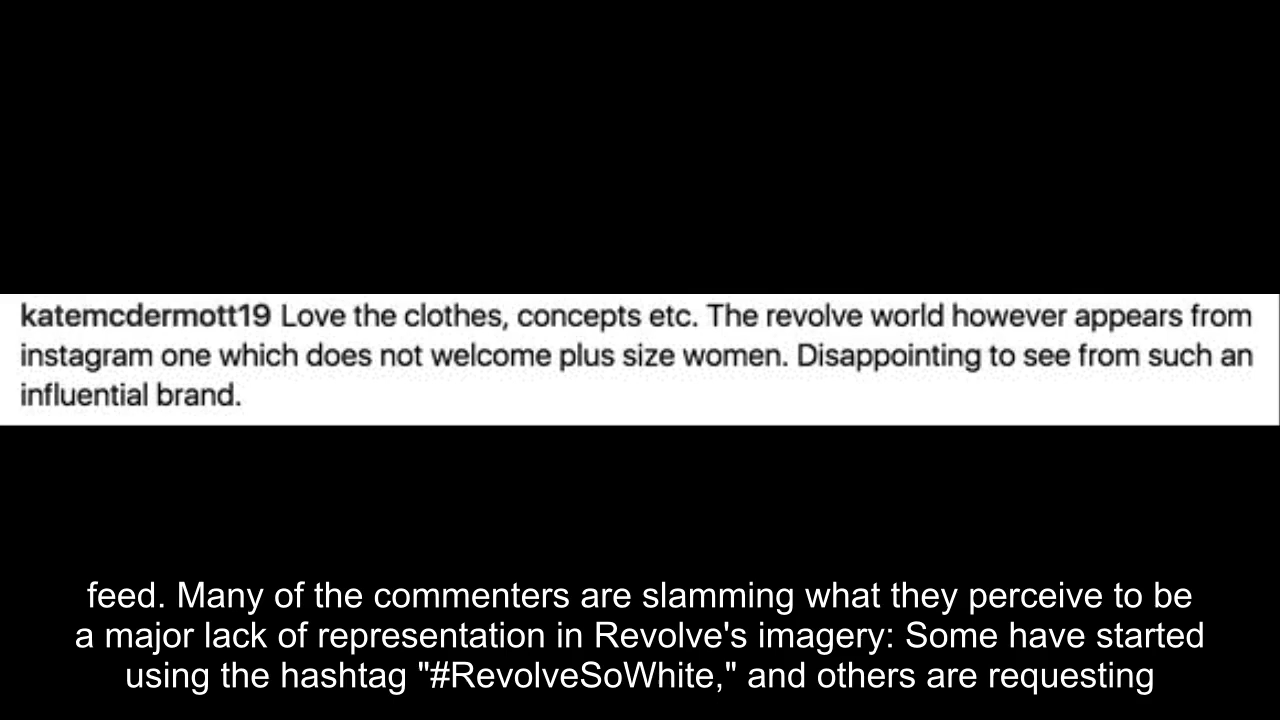 katemcdermott19 Love the clothes, concepts etc. The revolve world however appears from
instagram one which does not welcome plus size women. Disappointing to see from such an
influential brand.
feed. Many of the commenters are slamming what they perceive to be
a major lack of representation in Revolve's imagery: Some have started
using the hashtag "#RevolveSoWhite," and others are requesting